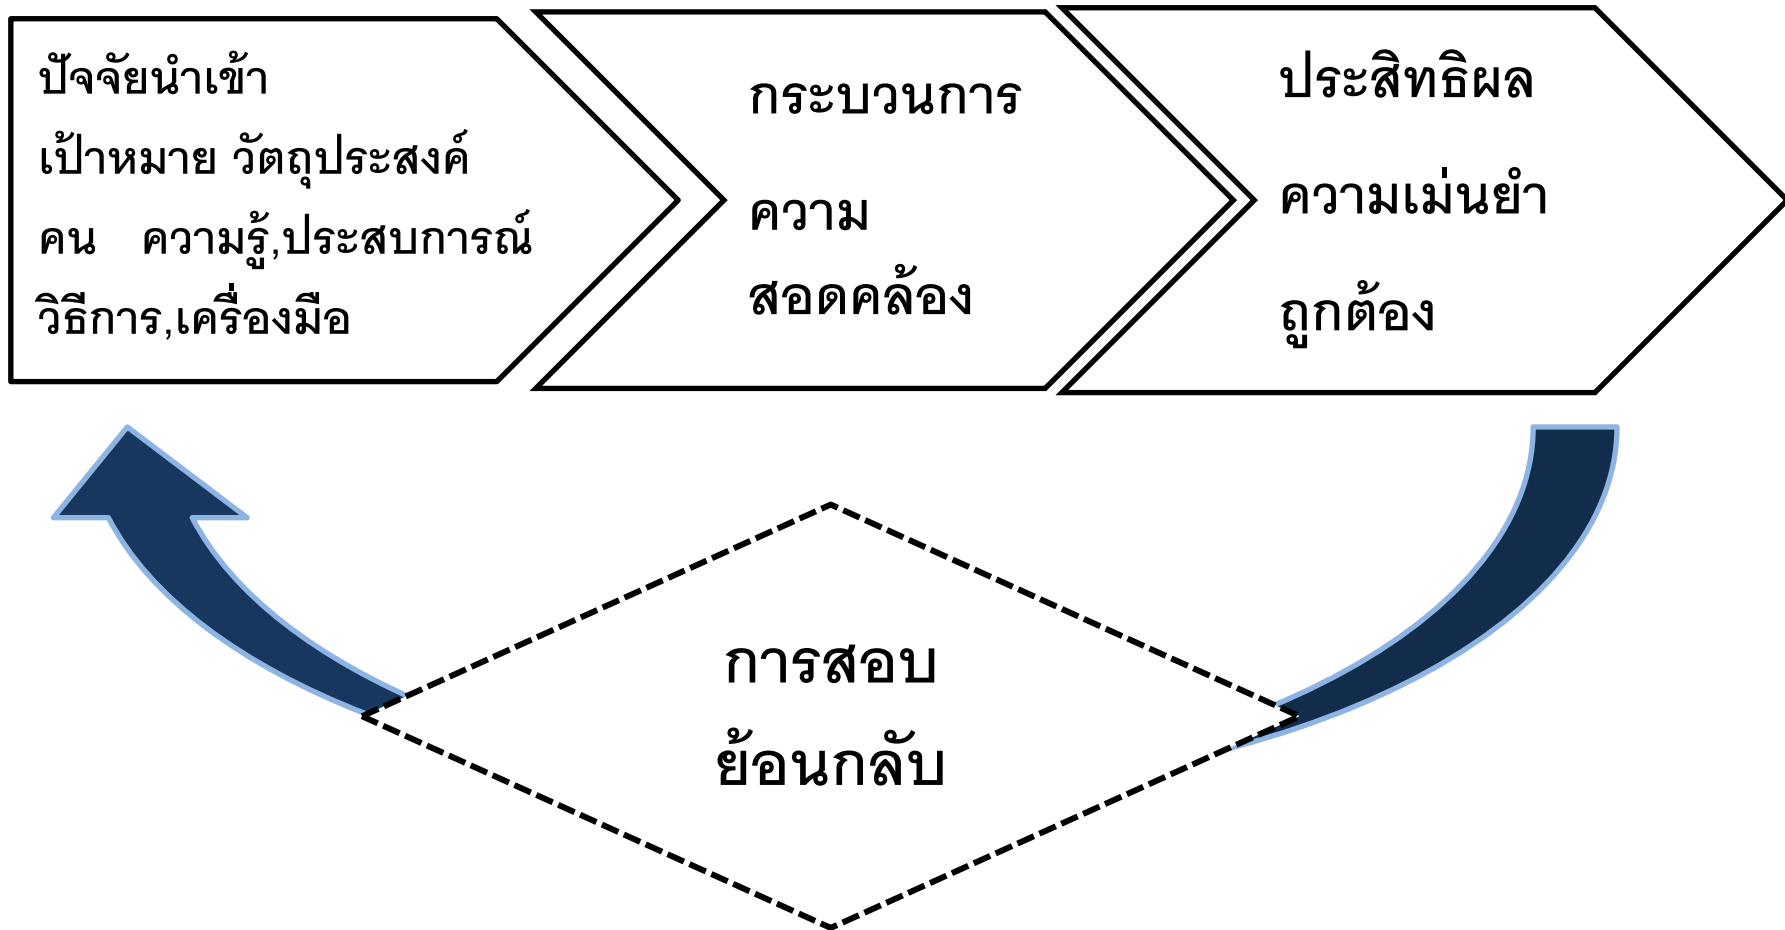 ปัจจัยนำเข้า
เป้าหมาย วัตถุประสงค์
คน ความรู้,ประสบการณ์
วิธีการ,เครื่องมือ
กระบวนการ
ความ
สอดคล้อง
ประสิทธิผล
ความเม่นยำ
ถูกต้อง
การสอบ
ย้อนกลับ